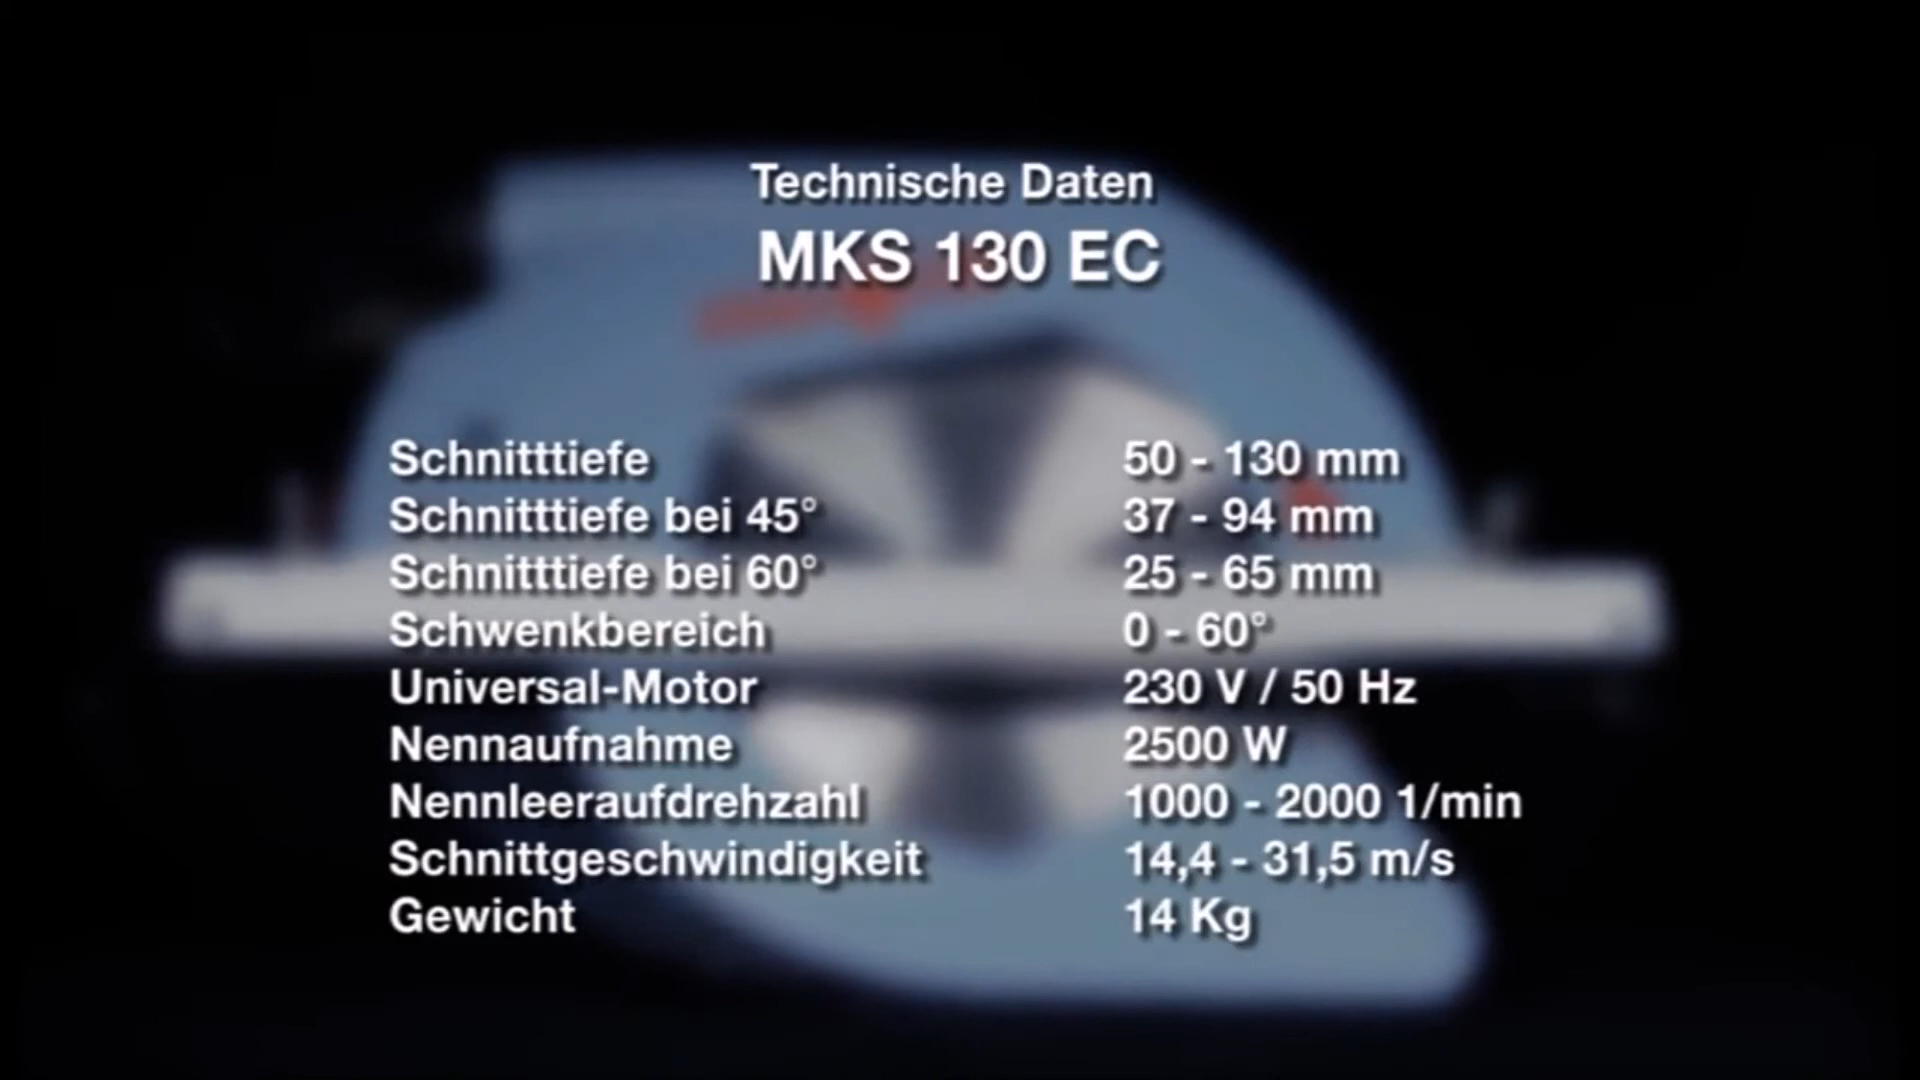 Technische Daten
MKS 130 EC
Schnitttiefe 50 - 130 mm
Schnitttiefe bei 45° 37 - 94 mm
Schnitttiefe bei 60° 25 - 65 mm
Schwenkbereich 0 - 60°
Universal-Motor 230 V / 50 Hz
Nennaufnahme 2500 W
Nennleeraufdrehzahl 1000 - 2000 1/min
Schnittgeschwindigkeit 14,4 - 31,5 m/s
Gewicht 14 Kg